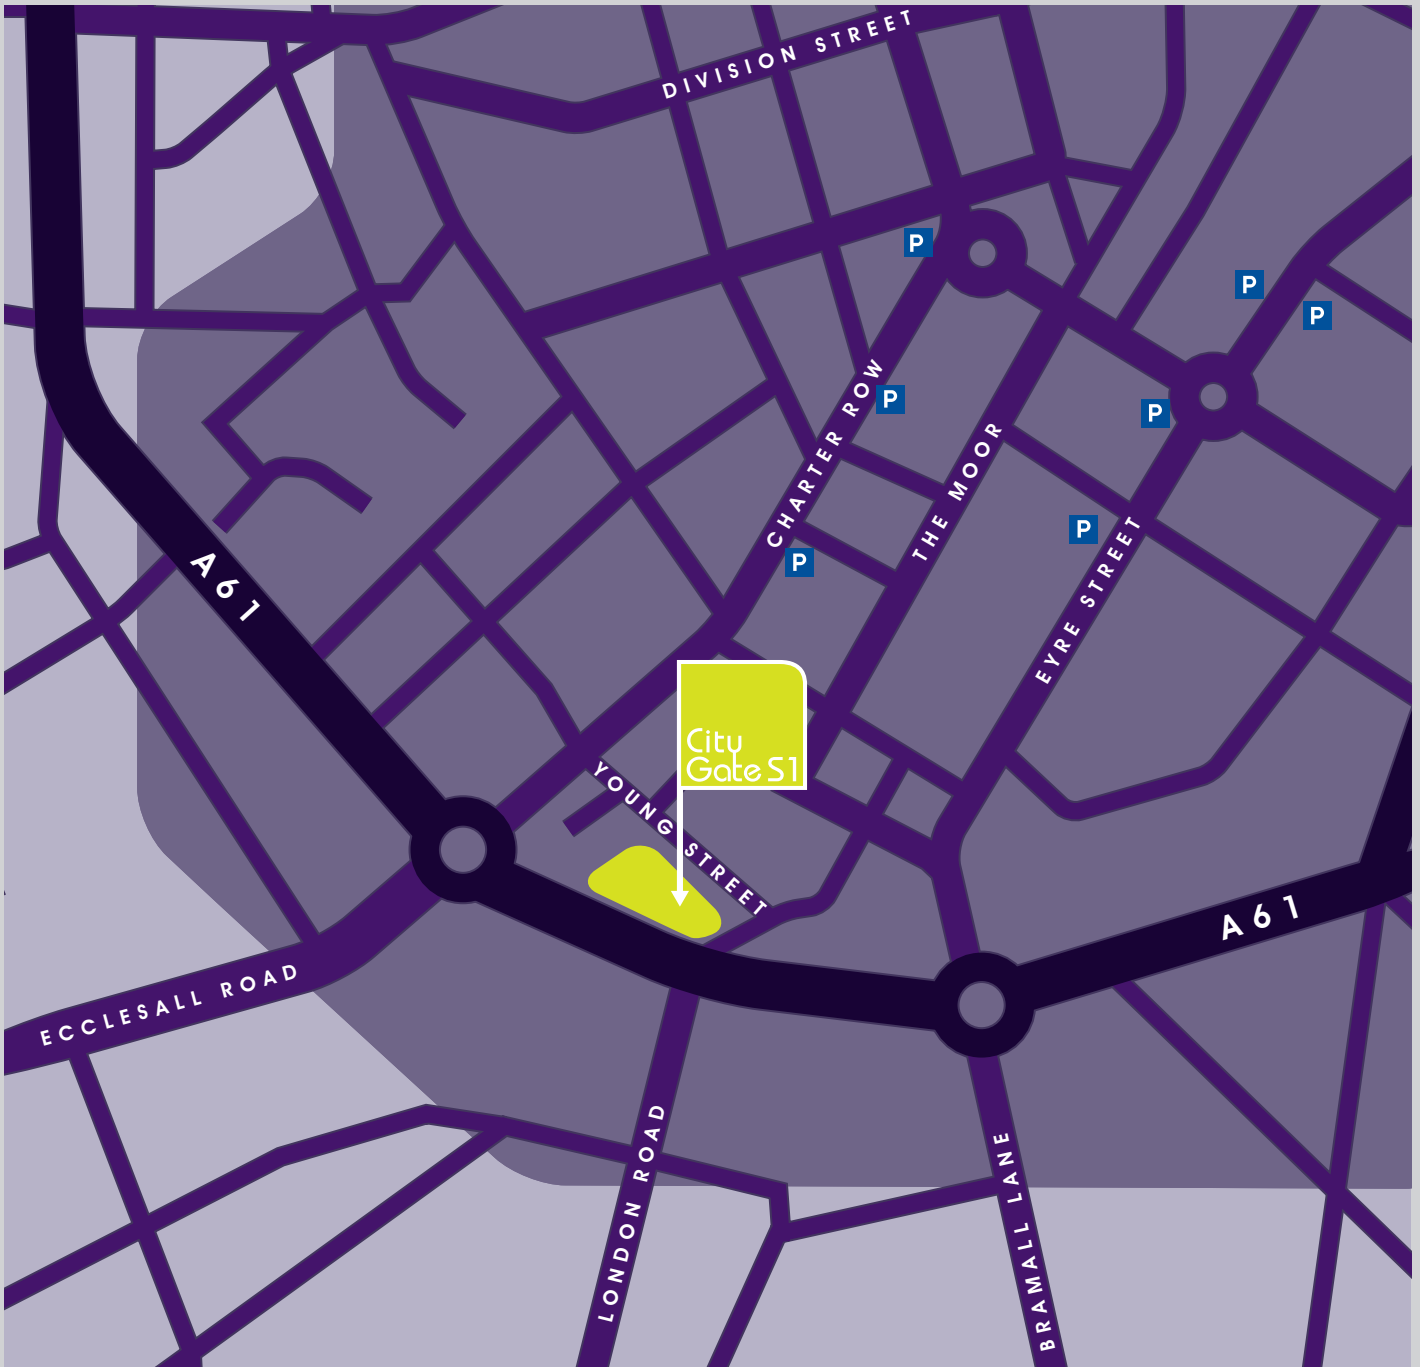 DIVISION STREET
P
P
P
CHARTER ROW
P
P
THE MOOR
P
P
EYRE STREET
A61
City
Gate S1
YOUNG STREET
A61
ECCLESALL ROAD
LONDON ROAD
BRAMALL LANE